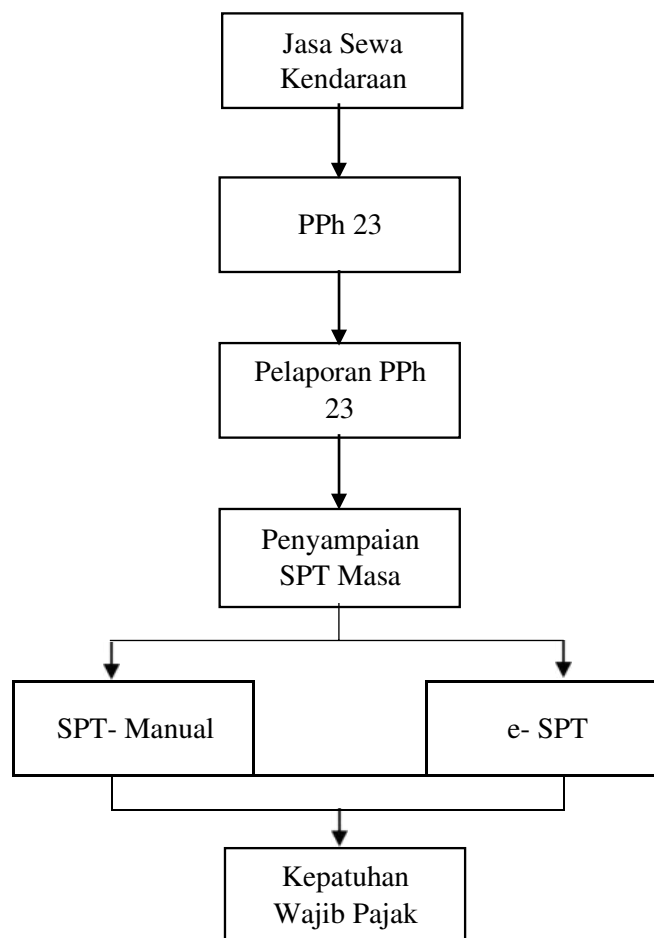 Jasa Sewa
Kendaraan
PPh 23
Pelaporan PPh
23
Penyampaian
SPT Masa
SPT- Manual
e- SPT
Kepatuhan
Wajib Pajak